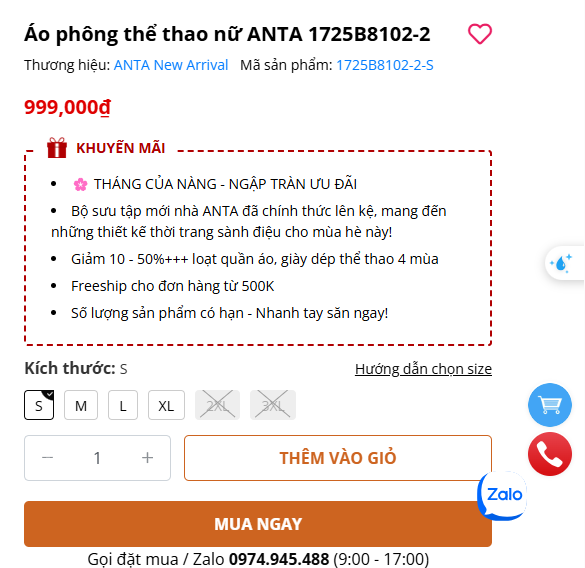 Áo phông thể thao nữ ANTA 1725B8102-2
Thương hiệu: ANTA New Arrival Mã sản phẩm: 1725B8102-2-S
999,000₫
KHUYẾN MÃI
• 🌸 THÁNG CỦA NÀNG - NGẬP TRÀN ƯU ĐÃI
• Bộ sưu tập mới nhà ANTA đã chính thức lên kệ, mang đến
những thiết kế thời trang sành điệu cho mùa hè này!
• Giảm 10 - 50%+++ loạt quần áo, giày dép thể thao 4 mùa
• Freeship cho đơn hàng từ 500K
• Số lượng sản phẩm có hạn - Nhanh tay săn ngay!
Kích thước: S Hướng dẫn chọn size
S M L XL 2XL 3XL
− 1 + THÊM VÀO GIỎ
Zalo
MUA NGAY
Gọi đặt mua / Zalo 0974.945.488 (9:00 - 17:00)